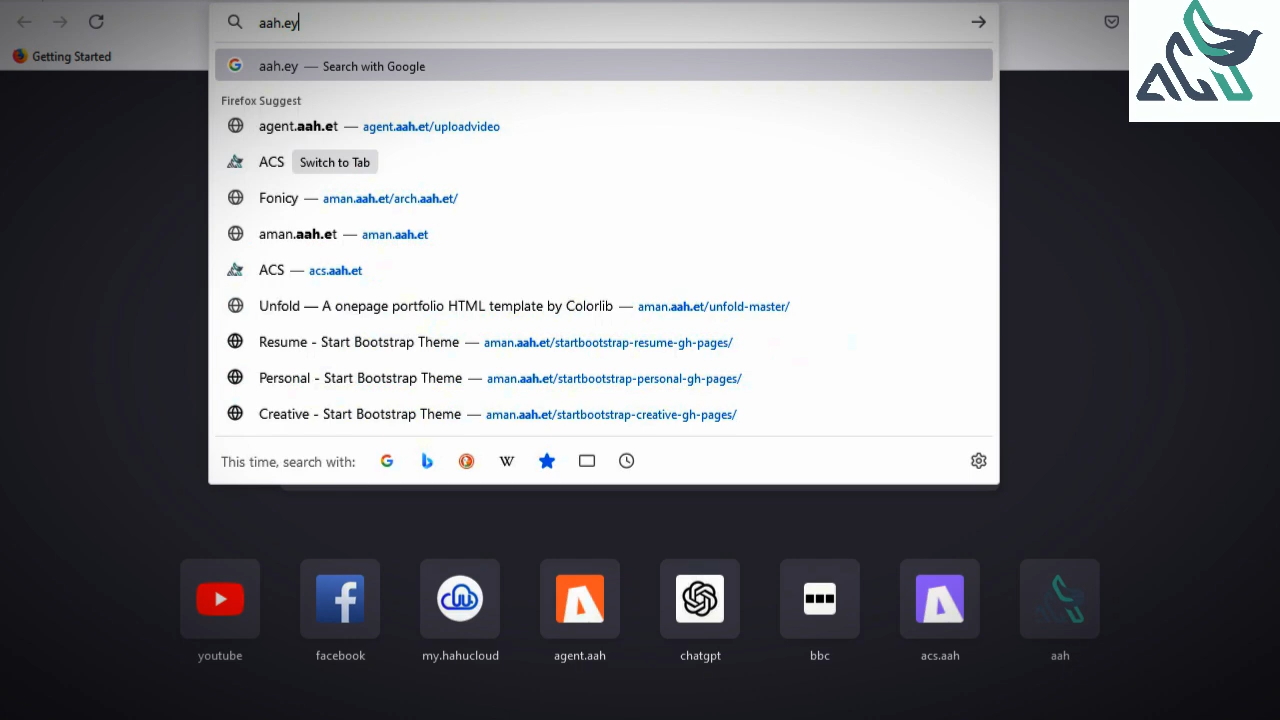 aah.ey
Getting Started
aah.ey — Search with Google
Firefox Suggest
agent.aah.et — agent.aah.et/uploadvideo
ACS Switch to Tab
Fonicy — aman.aah.et/arch.aah.et/
aman.aah.et — aman.aah.et
ACS — acs.aah.et
Unfold — A onepage portfolio HTML template by Colorlib — aman.aah.et/unfold-master/
Resume - Start Bootstrap Theme — aman.aah.et/startbootstrap-resume-gh-pages/
Personal - Start Bootstrap Theme — aman.aah.et/startbootstrap-personal-gh-pages/
Creative - Start Bootstrap Theme — aman.aah.et/startbootstrap-creative-gh-pages/
This time, search with:
youtube facebook my.hahucloud agent.aah chatgpt bbc acs.aah aah